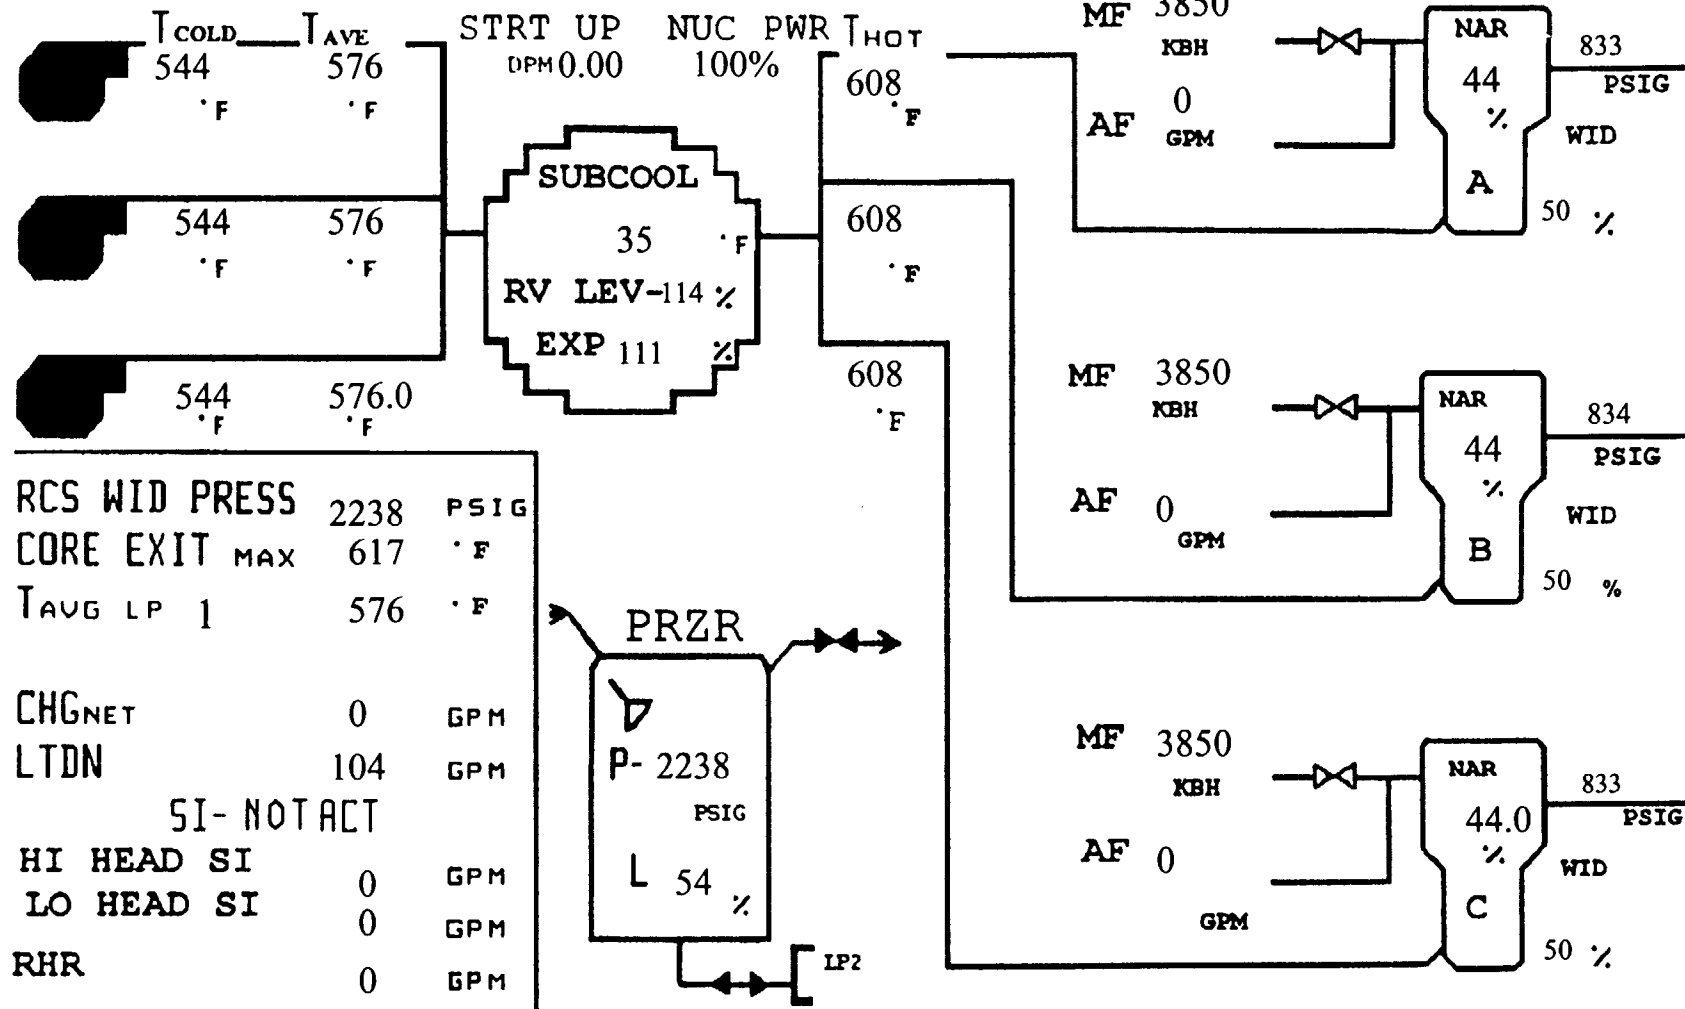 TCOLD TAVE STRT UP NUC PWR THOT
544 576 DPM 0.00 100% 608
°F °F °F
544 576 608
°F °F °F
544 576.0 608
°F °F °F
SUBCOOL
35 °F
RV LEV-114 %
EXP 111 %
RCS WID PRESS 2238 PSIG
CORE EXIT MAX 617 °F
TAVG LP 1 576 °F
CHGNET 0 GPM
LTDN 104 GPM
SI- NOT ACT
HI HEAD SI 0 GPM
LO HEAD SI 0 GPM
RHR 0 GPM
PRZR
P- 2238
PSIG
L 54
%
LP2
MF 3850
KBH
AF 0
GPM
NAR
44
%
A
833
PSIG
WID
50 %
MF 3850
KBH
AF 0
GPM
NAR
44
%
B
834
PSIG
WID
50 %
MF 3850
KBH
AF 0
GPM
NAR
44.0
%
C
833
PSIG
WID
50 %